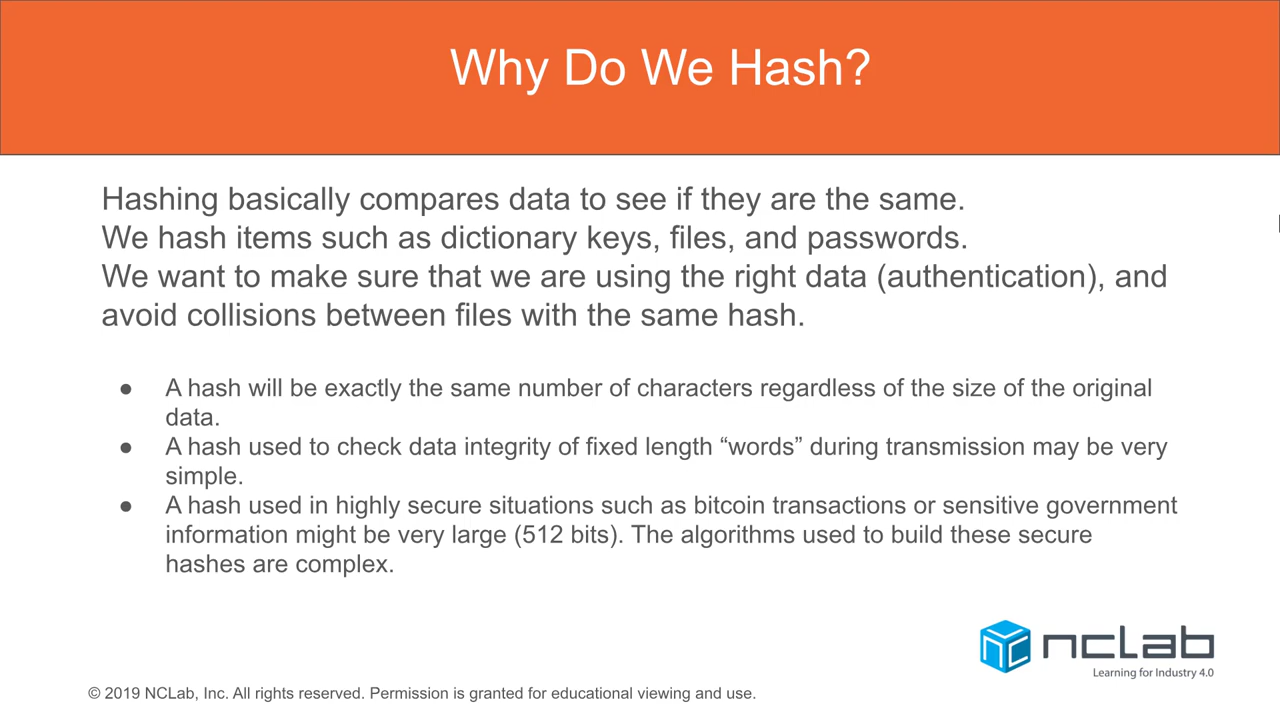 Why Do We Hash?
Hashing basically compares data to see if they are the same.
We hash items such as dictionary keys, files, and passwords.
We want to make sure that we are using the right data (authentication), and
avoid collisions between files with the same hash.
● A hash will be exactly the same number of characters regardless of the size of the original
data.
● A hash used to check data integrity of fixed length “words” during transmission may be very
simple.
● A hash used in highly secure situations such as bitcoin transactions or sensitive government
information might be very large (512 bits). The algorithms used to build these secure
hashes are complex.
nc nclab
Learning for Industry 4.0
© 2019 NCLab, Inc. All rights reserved. Permission is granted for educational viewing and use.